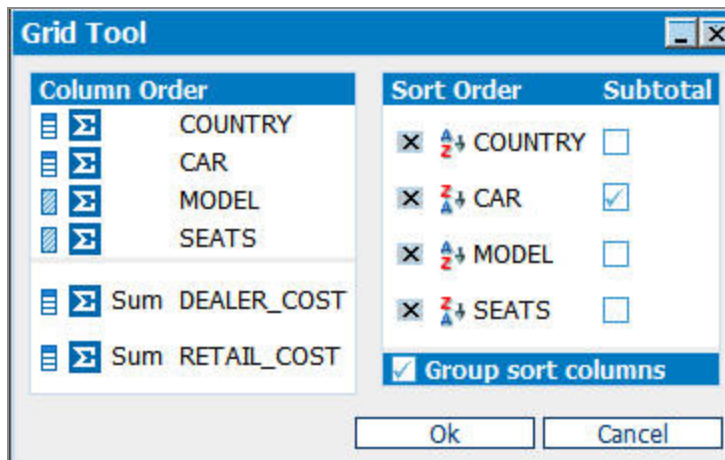 Grid Tool
Column Order
COUNTRY
CAR
MODEL
SEATS
Sum DEALER_COST
Sum RETAIL_COST
Sort Order Subtotal
COUNTRY
CAR
MODEL
SEATS
Group sort columns
Ok Cancel